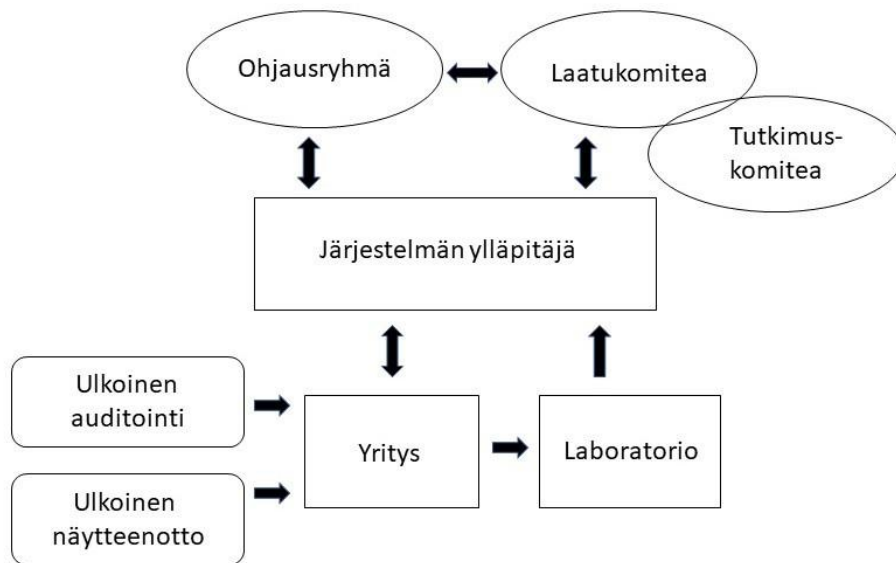 Ohjausryhmä
Laatukomitea
Tutkimus-
komitea
Järjestelmän ylläpitäjä
Ulkoinen
auditointi
Yritys
Laboratorio
Ulkoinen
näytteenotto